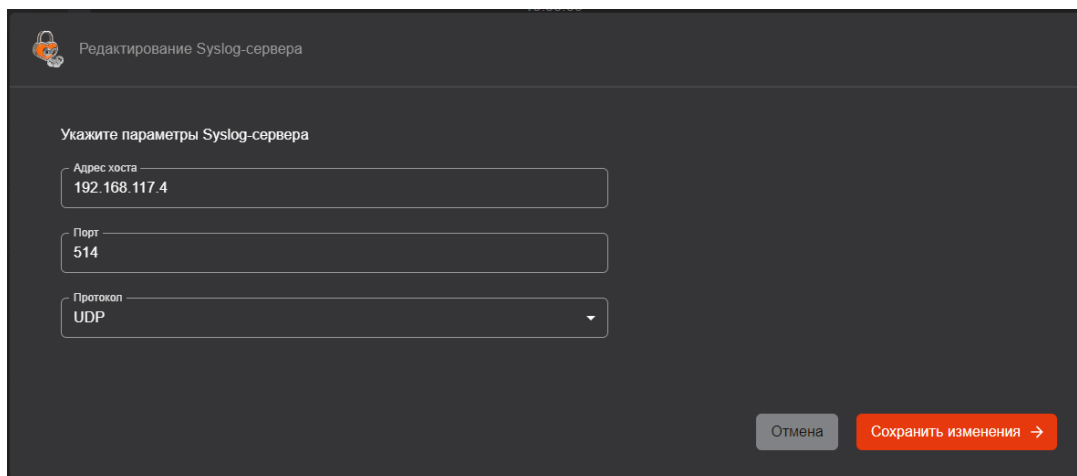 Редактирование Syslog-сервера
Укажите параметры Syslog-сервера
Адрес хоста
192.168.117.4
Порт
514
Протокол
UDP
Отмена
Сохранить изменения →